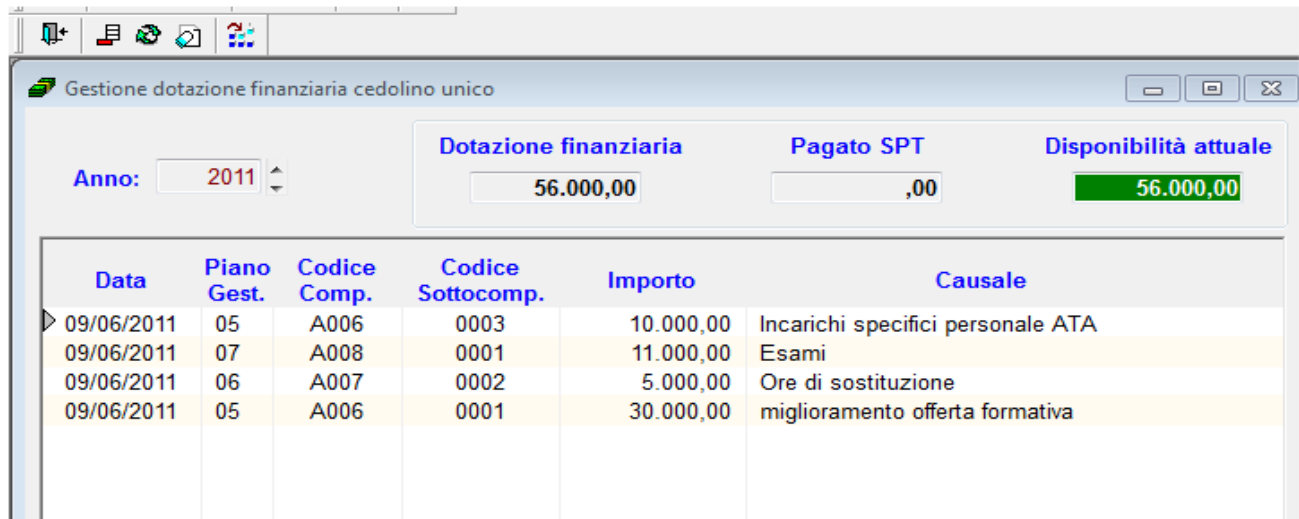 Gestione dotazione finanziaria cedolino unico
Anno: 2011
Dotazione finanziaria Pagato SPT Disponibilità attuale
56.000,00 ,00 56.000,00
Data Piano Gest. Codice Comp. Codice Sottocomp. Importo Causale
09/06/2011 05 A006 0003 10.000,00 Incarichi specifici personale ATA
09/06/2011 07 A008 0001 11.000,00 Esami
09/06/2011 06 A007 0002 5.000,00 Ore di sostituzione
09/06/2011 05 A006 0001 30.000,00 miglioramento offerta formativa